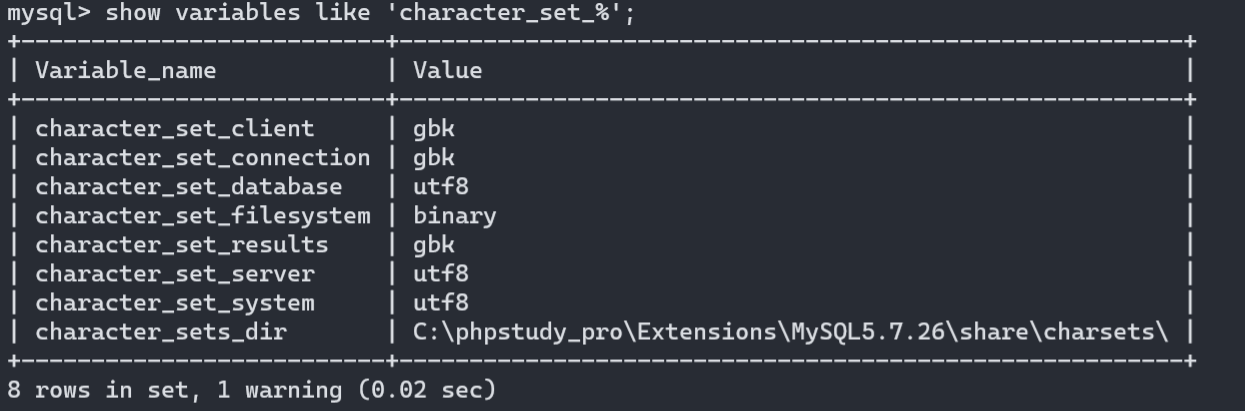 mysql> show variables like 'character_set_%';
+--------------------------+---------------------------------------------------------+
| Variable_name            | Value                                                   |
+--------------------------+---------------------------------------------------------+
| character_set_client     | gbk                                                     |
| character_set_connection | gbk                                                     |
| character_set_database   | utf8                                                    |
| character_set_filesystem | binary                                                  |
| character_set_results    | gbk                                                     |
| character_set_server     | utf8                                                    |
| character_set_system     | utf8                                                    |
| character_sets_dir       | C:\phpstudy_pro\Extensions\MySQL5.7.26\share\charsets\ |
+--------------------------+---------------------------------------------------------+
8 rows in set, 1 warning (0.02 sec)